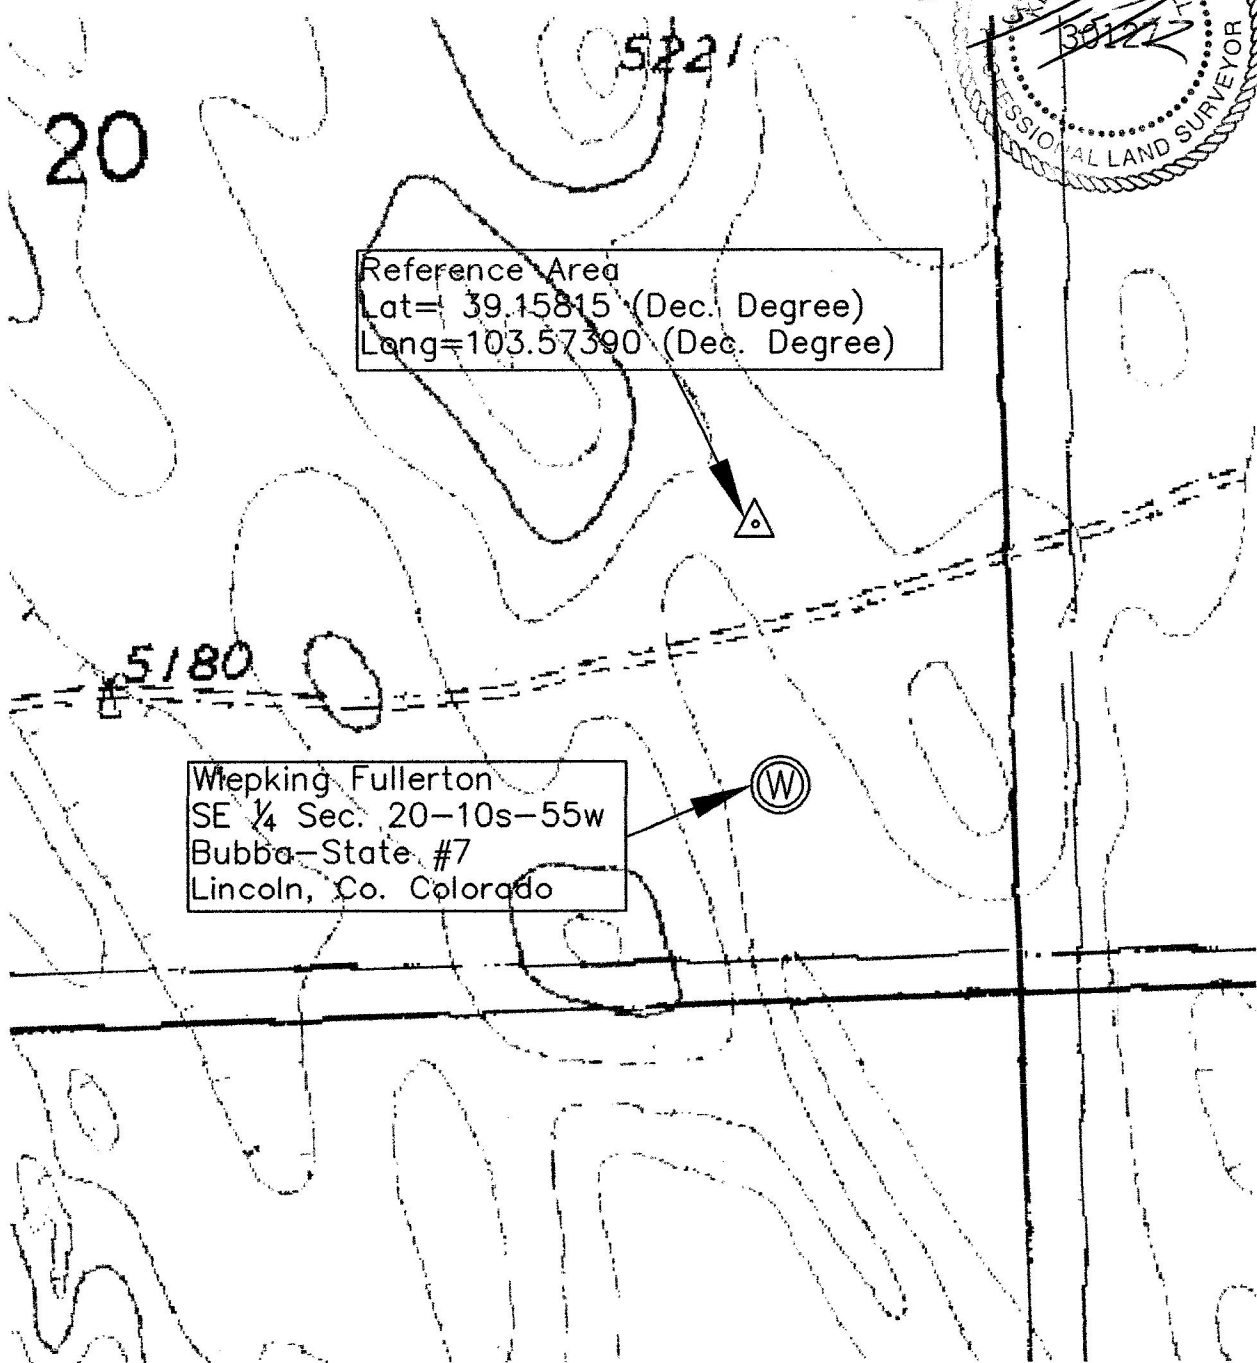 5221
30127
PROFESSIONAL LAND SURVEYOR
20
Reference Area
Lat= 39.15815 (Dec. Degree)
Long=103.57390 (Dec. Degree)
5180
W
Wiepking Fullerton
SE ¼ Sec. 20-10s-55w
Bubba-State #7
Lincoln, Co. Colorado